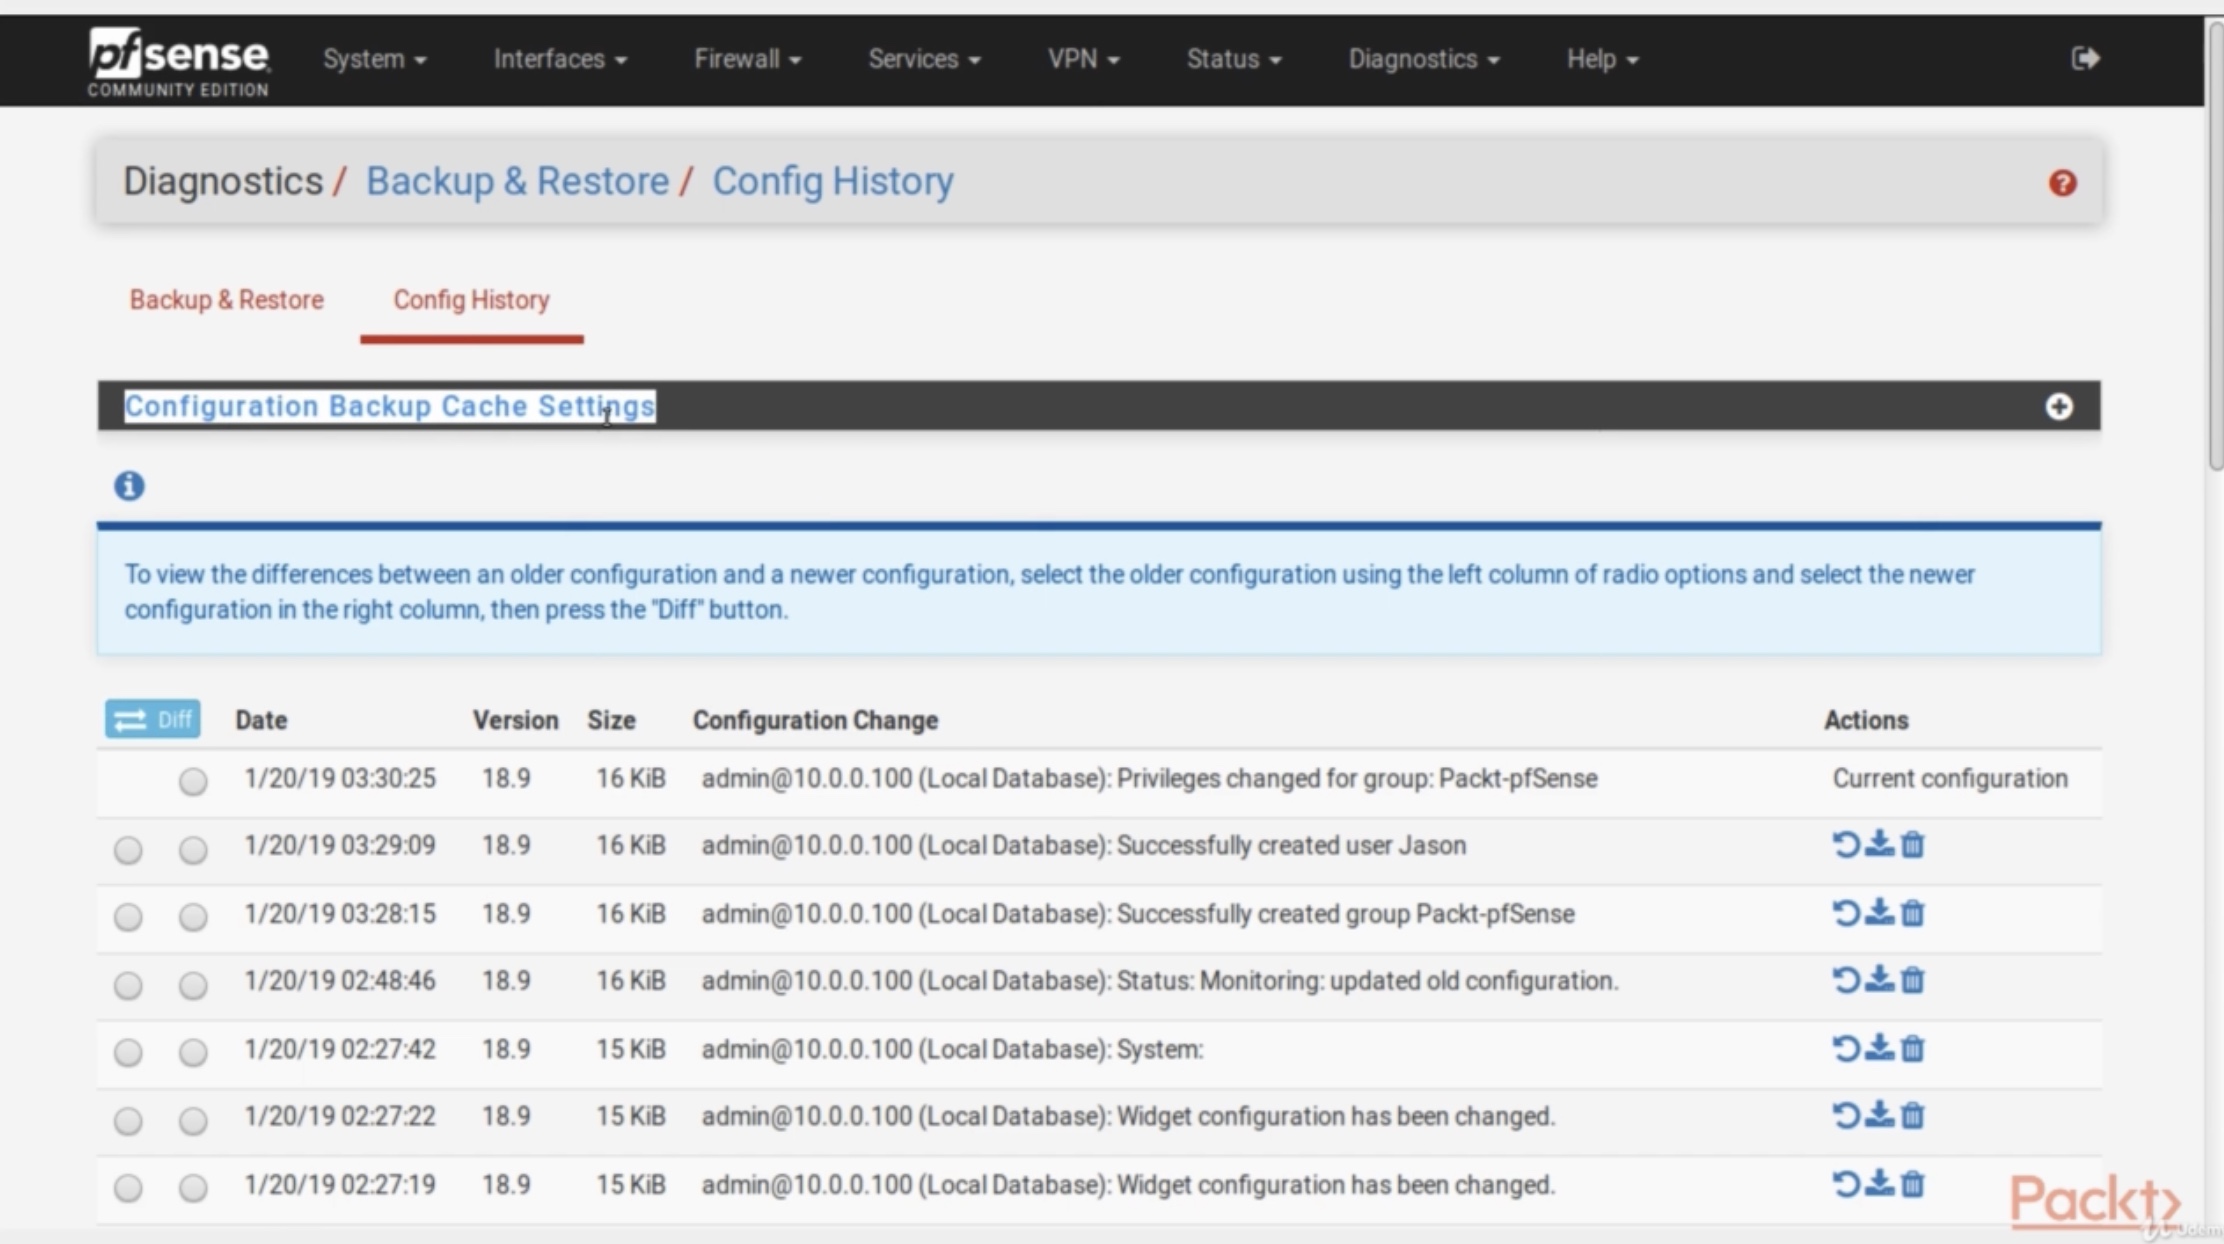 pfsense System Interfaces Firewall Services VPN Status Diagnostics Help
COMMUNITY EDITION
Diagnostics / Backup & Restore / Config History
Backup & Restore Config History
Configuration Backup Cache Settings
To view the differences between an older configuration and a newer configuration, select the older configuration using the left column of radio options and select the newer
configuration in the right column, then press the "Diff" button.
Diff Date Version Size Configuration Change Actions
1/20/19 03:30:25 18.9 16 KiB admin@10.0.0.100 (Local Database): Privileges changed for group: Packt-pfSense Current configuration
1/20/19 03:29:09 18.9 16 KiB admin@10.0.0.100 (Local Database): Successfully created user Jason
1/20/19 03:28:15 18.9 16 KiB admin@10.0.0.100 (Local Database): Successfully created group Packt-pfSense
1/20/19 02:48:46 18.9 16 KiB admin@10.0.0.100 (Local Database): Status: Monitoring: updated old configuration.
1/20/19 02:27:42 18.9 15 KiB admin@10.0.0.100 (Local Database): System:
1/20/19 02:27:22 18.9 15 KiB admin@10.0.0.100 (Local Database): Widget configuration has been changed.
1/20/19 02:27:19 18.9 15 KiB admin@10.0.0.100 (Local Database): Widget configuration has been changed.
Packt>